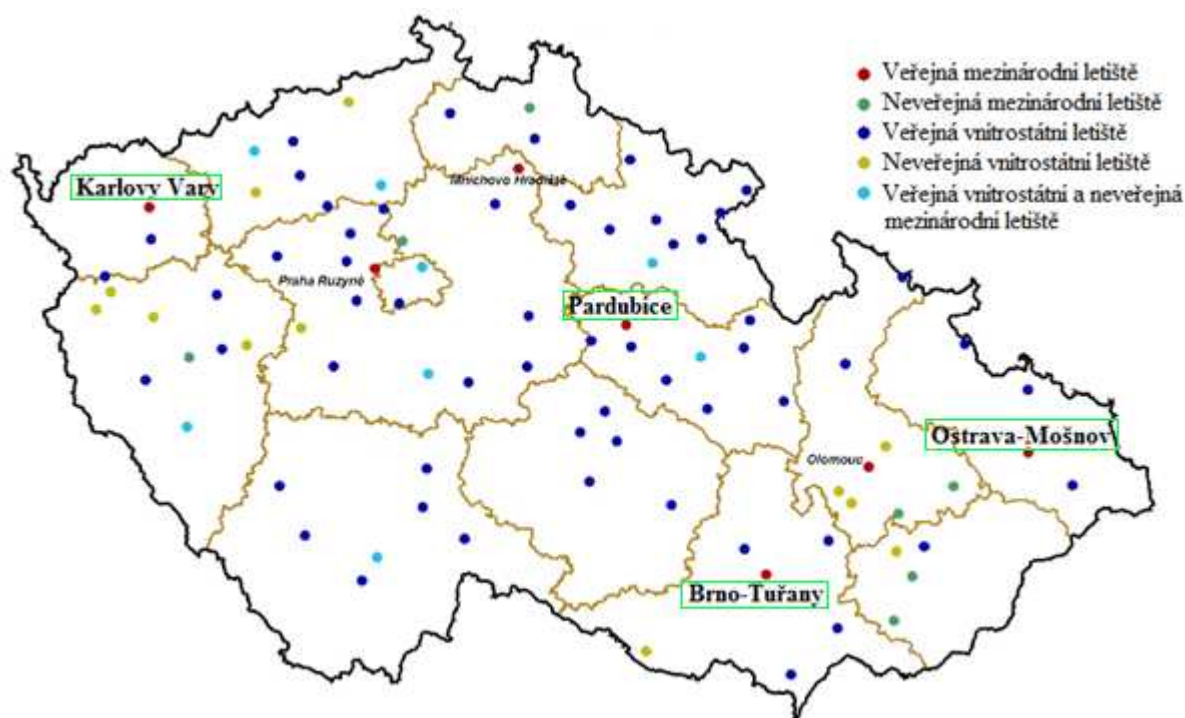 Veřejná mezinárodní letiště
Neveřejná mezinárodní letiště
Veřejná vnitrostátní letiště
Neveřejná vnitrostátní letiště
Veřejná vnitrostátní a neveřejná
mezinárodní letiště
Karlovy Vary
Mnichovo Hradiště
Praha Ruzyně
Pardubice
Ostrava-Mošnov
Olomouc
Brno-Tuřany